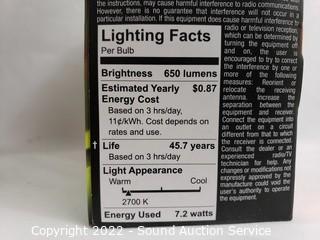 the instructions, may cause harmful interference to radio communications.
However, there is no guarantee that interference will not occur in a
particular installation. If this equipment does cause harmful interference to
Lighting Facts
Per Bulb
Brightness 650 lumens
Estimated Yearly $0.87
Energy Cost
Based on 3 hrs/day,
11¢/kWh. Cost depends on
rates and use.
† Life 45.7 years
Based on 3 hrs/day
Light Appearance
Warm Cool
2700 K
Energy Used 7.2 watts
radio or television reception,
which can be determined by
turning the equipment off
and on, the user is
encouraged to try to correct
the interference by one or
more of the following
measures: Reorient or
relocate the receiving
antenna Increase the
separation between the
equipment and receiver.
Connect the equipment into
an outlet on a circuit
different from that to which
the receiver is connected.
Consult the dealer or an
experienced radio/TV
technician for help. Any
changes or modifications not
expressly approved by the
manufacture could void the
user's authority to operate
the equipment.
Copyright 2022 - Sound Auction Service